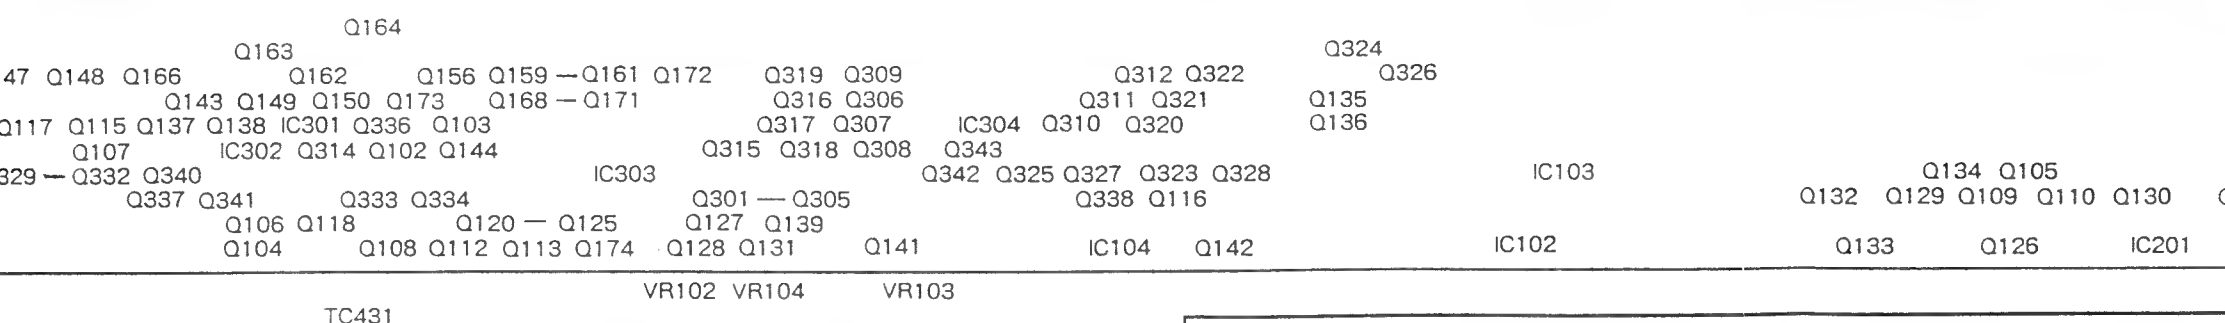 Q164
Q163 Q324
47 Q148 Q166 Q162 Q156 Q159 — Q161 Q172 Q319 Q309 Q312 Q322 Q326
Q143 Q149 Q150 Q173 Q168 — Q171 Q316 Q306 Q311 Q321 Q135
Q117 Q115 Q137 Q138 IC301 Q336 Q103 Q317 Q307 IC304 Q310 Q320 Q136
Q107 IC302 Q314 Q102 Q144 Q315 Q318 Q308 Q343
329 — Q332 Q340 IC303 Q342 Q325 Q327 Q323 Q328 IC103 Q134 Q105
Q337 Q341 Q333 Q334 Q301 — Q305 Q338 Q116 Q132 Q129 Q109 Q110 Q130
Q106 Q118 Q120 — Q125 Q127 Q139
Q104 Q108 Q112 Q113 Q174 Q128 Q131 Q141 IC104 Q142 IC102 Q133 Q126 IC201
VR102 VR104 VR103
TC431